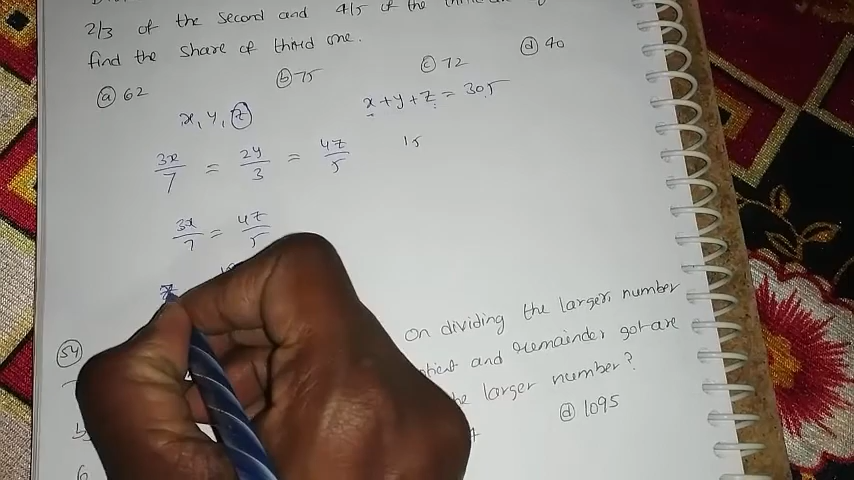 2/3 of the second and 4/5 of the
find the share of third one.
(a) 62 (b) 75 (c) 72 (d) 40
x, y, z x + y + z = 305
3x/7 = 2y/3 = 4z/5 15
3x/7 = 4z/5
(54) On dividing the larger number
and remainder got are
the larger number?
(d) 1095
6